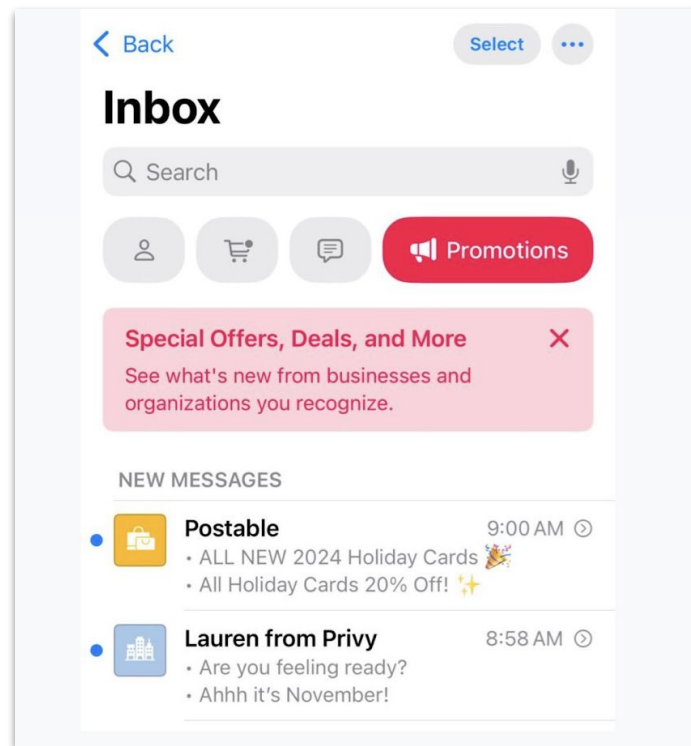 Back
Select
Inbox
Search
Promotions
Special Offers, Deals, and More
See what's new from businesses and
organizations you recognize.
NEW MESSAGES
Postable 9:00 AM
• ALL NEW 2024 Holiday Cards 🎉
• All Holiday Cards 20% Off! ✨
Lauren from Privy 8:58 AM
• Are you feeling ready?
• Ahhh it’s November!